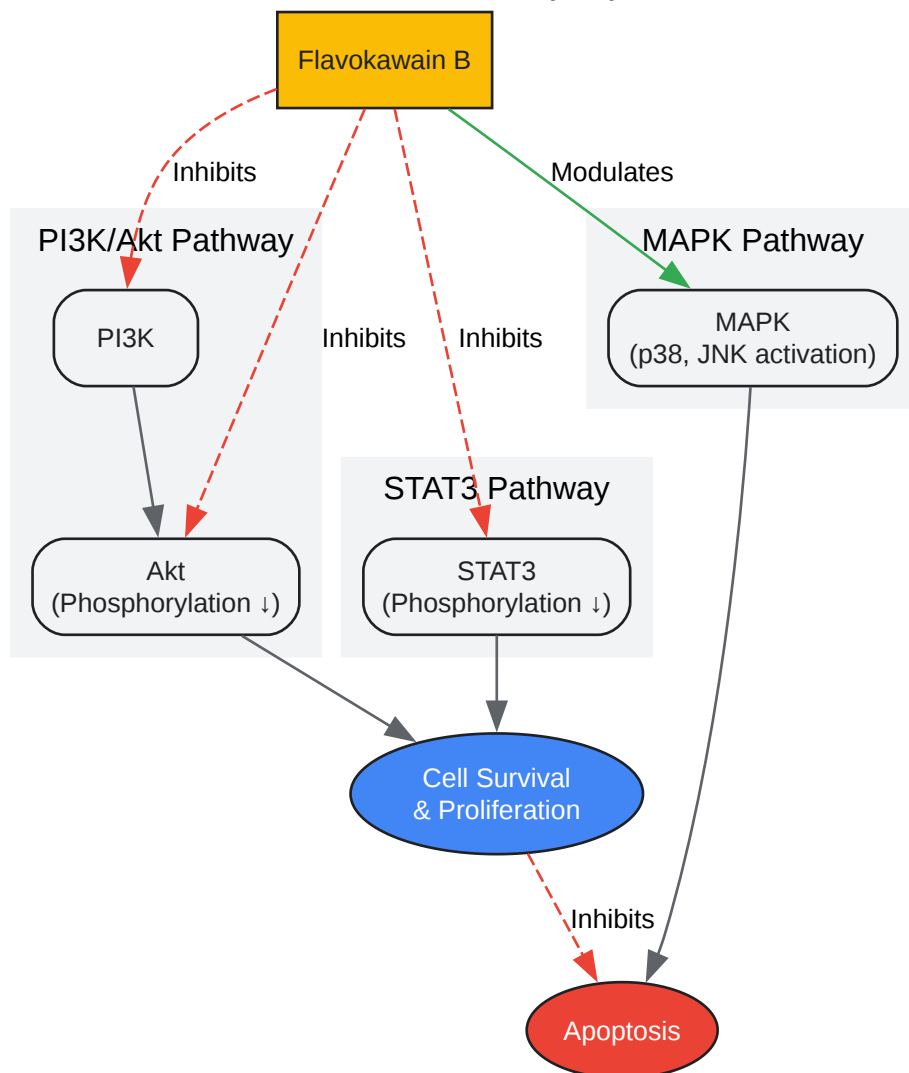 Flavokawain B
Inhibits
Modulates
PI3K/Akt Pathway
MAPK Pathway
PI3K
Inhibits
Inhibits
MAPK
(p38, JNK activation)
STAT3 Pathway
Akt
(Phosphorylation ↓)
STAT3
(Phosphorylation ↓)
Cell Survival
& Proliferation
Inhibits
Apoptosis